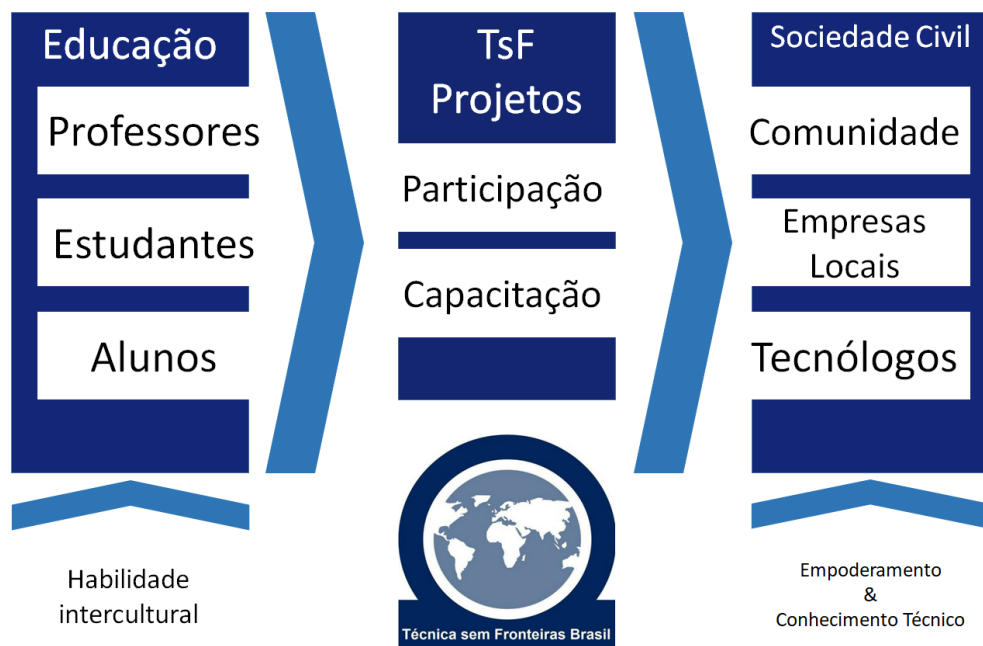 Educação
Professores
Estudantes
Alunos
Habilidade
intercultural
TsF
Projetos
Participação
Capacitação
Técnica sem Fronteiras Brasil
Sociedade Civil
Comunidade
Empresas
Locais
Tecnólogos
Empoderamento
&
Conhecimento Técnico